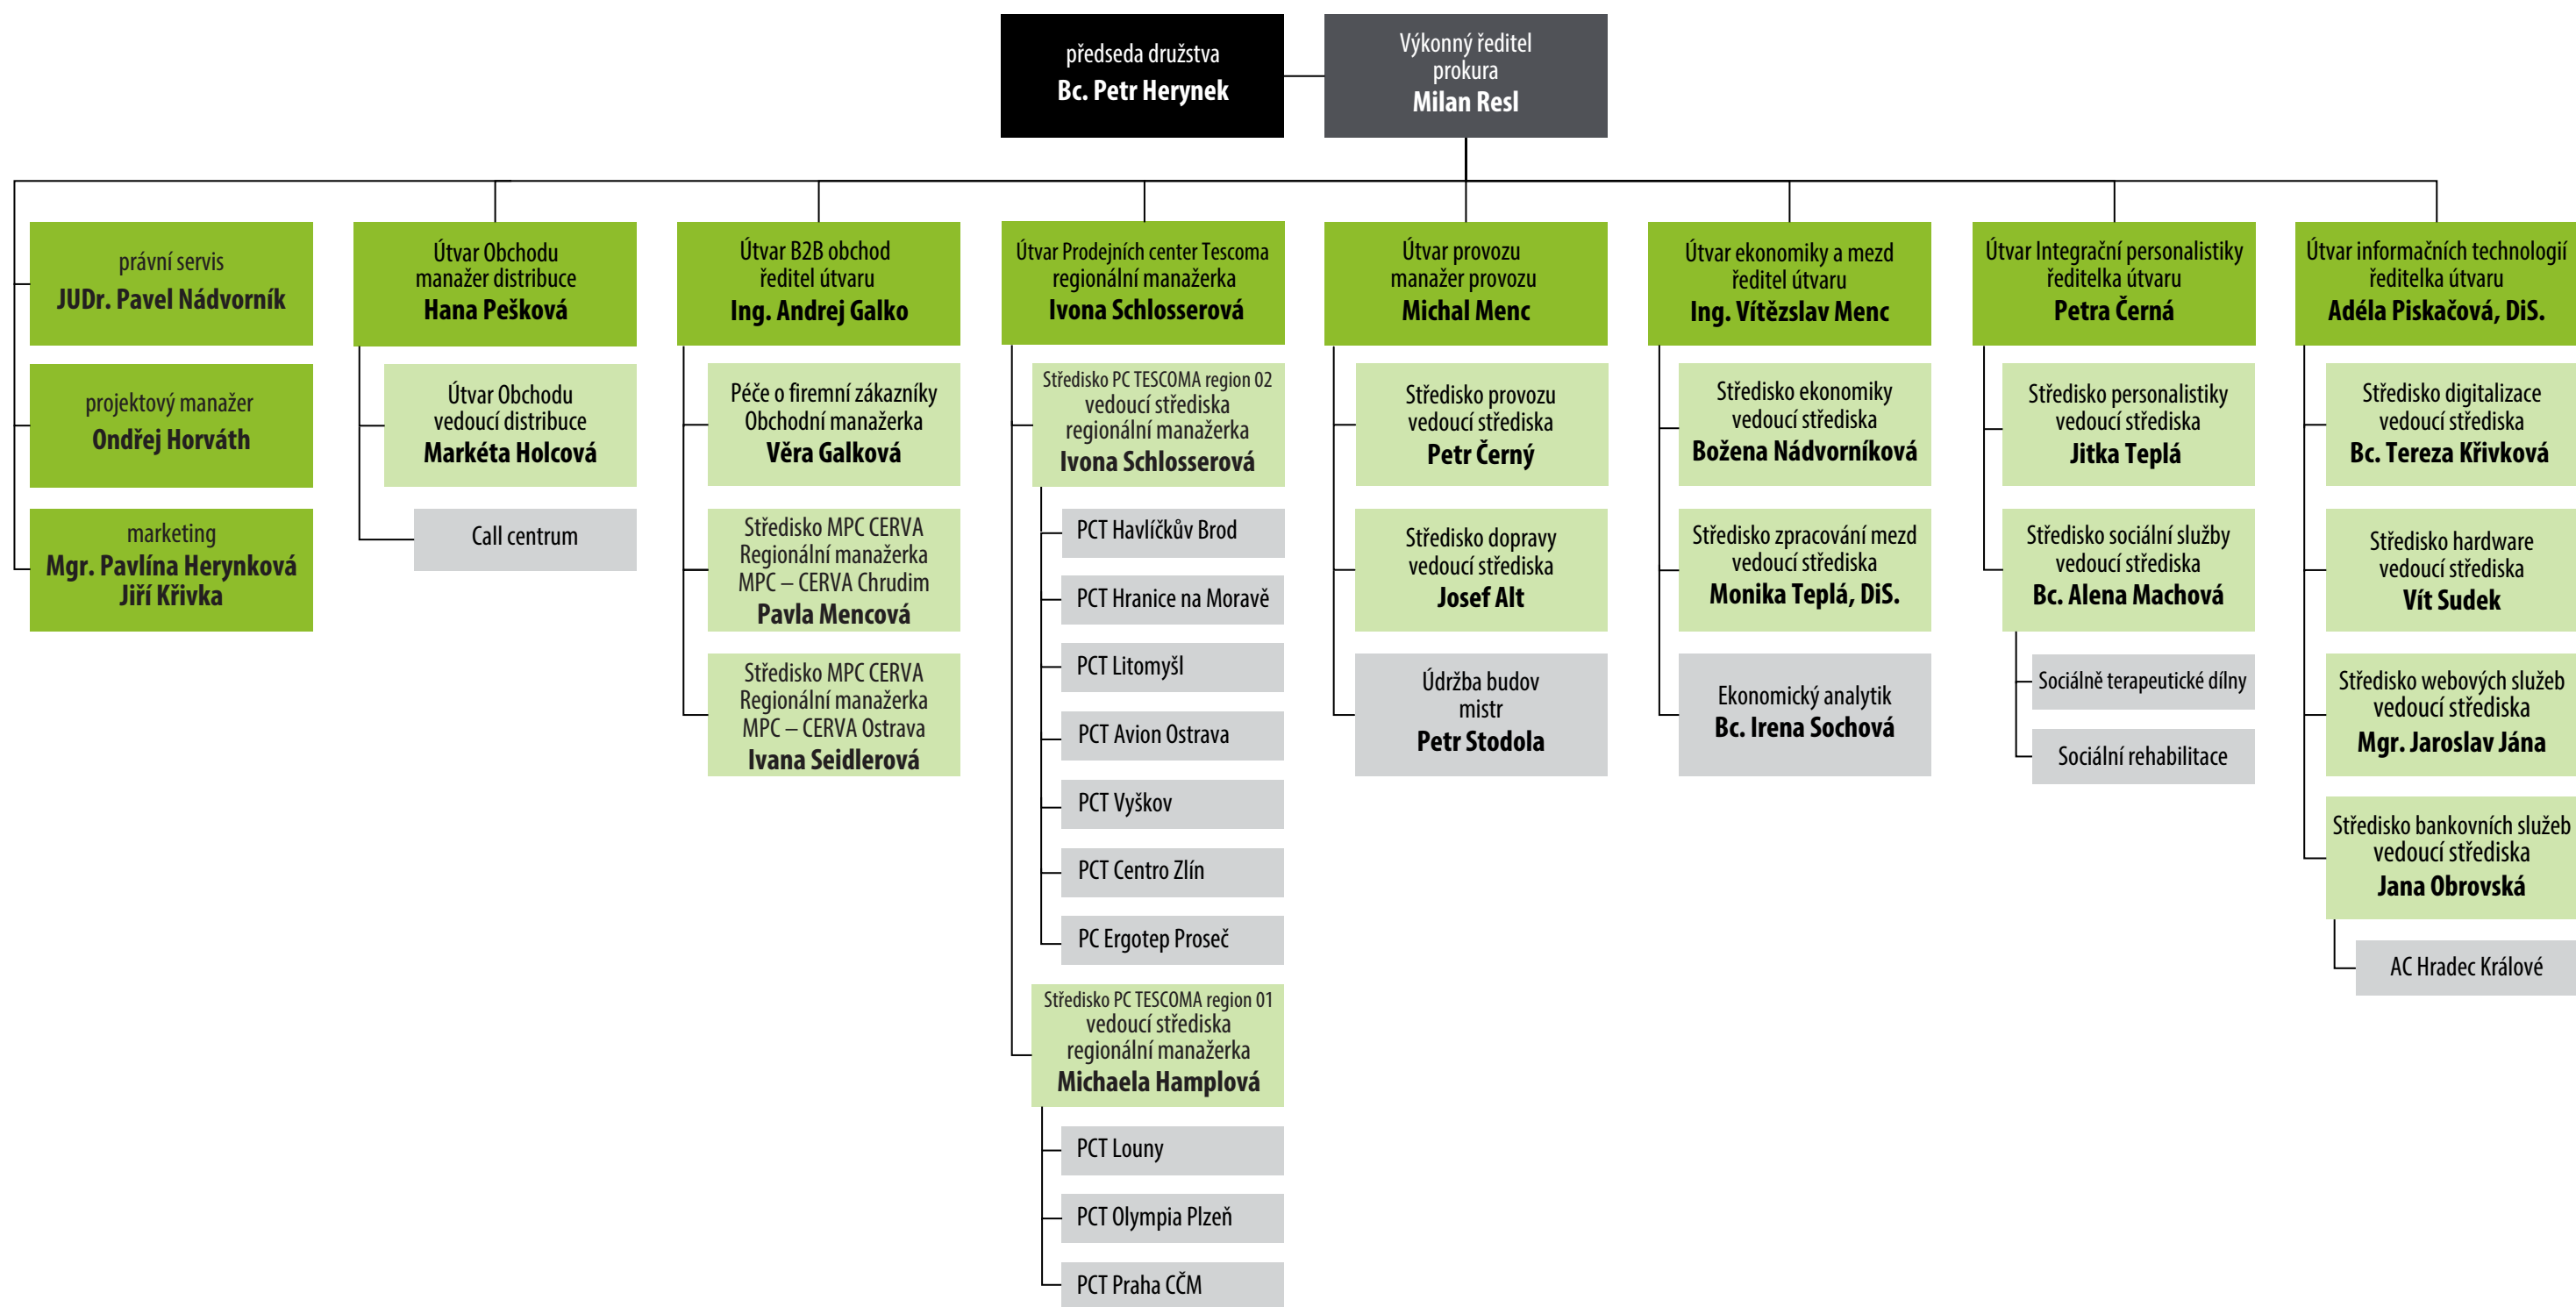 předseda družstva
Bc. Petr Herynek
Výkonný ředitel
prokura
Milan Resl
právní servis
JUDr. Pavel Nádvorník
projektový manažer
Ondřej Horváth
marketing
Mgr. Pavlína Herynková
Jiří Křivka
Útvar Obchodu
manažer distribuce
Hana Pešková
Útvar Obchodu
vedoucí distribuce
Markéta Holcová
Call centrum
Útvar B2B obchod
ředitel útvaru
Ing. Andrej Galko
Péče o firemní zákazníky
Obchodní manažerka
Věra Galková
Středisko MPC CERVA
Regionální manažerka
MPC – CERVA Chrudim
Pavla Mencová
Středisko MPC CERVA
Regionální manažerka
MPC – CERVA Ostrava
Ivana Seidlerová
Útvar Prodejních center Tescoma
regionální manažerka
Ivona Schlosserová
Středisko PC TESCOMA region 02
vedoucí střediska
regionální manažerka
Ivona Schlosserová
PCT Havlíčkův Brod
PCT Hranice na Moravě
PCT Litomyšl
PCT Avion Ostrava
PCT Vyškov
PCT Centro Zlín
PC Ergotep Proseč
Středisko PC TESCOMA region 01
vedoucí střediska
regionální manažerka
Michaela Hamplová
PCT Louny
PCT Olympia Plzeň
PCT Praha CČM
Útvar provozu
manažer provozu
Michal Menc
Středisko provozu
vedoucí střediska
Petr Černý
Středisko dopravy
vedoucí střediska
Josef Alt
Údržba budov
mistr
Petr Stodola
Útvar ekonomiky a mezd
ředitel útvaru
Ing. Vítězslav Menc
Středisko ekonomiky
vedoucí střediska
Božena Nádvorníková
Středisko zpracování mezd
vedoucí střediska
Monika Teplá, DiS.
Ekonomický analytik
Bc. Irena Sochová
Útvar Integrační personalistiky
ředitelka útvaru
Petra Černá
Středisko personalistiky
vedoucí střediska
Jitka Teplá
Středisko sociální služby
vedoucí střediska
Bc. Alena Machová
Sociálně terapeutické dílny
Sociální rehabilitace
Útvar informačních technologií
ředitelka útvaru
Adéla Piskačová, DiS.
Středisko digitalizace
vedoucí střediska
Bc. Tereza Křivková
Středisko hardware
vedoucí střediska
Vít Sudek
Středisko webových služeb
vedoucí střediska
Mgr. Jaroslav Jána
Středisko bankovních služeb
vedoucí střediska
Jana Obrovská
AC Hradec Králové